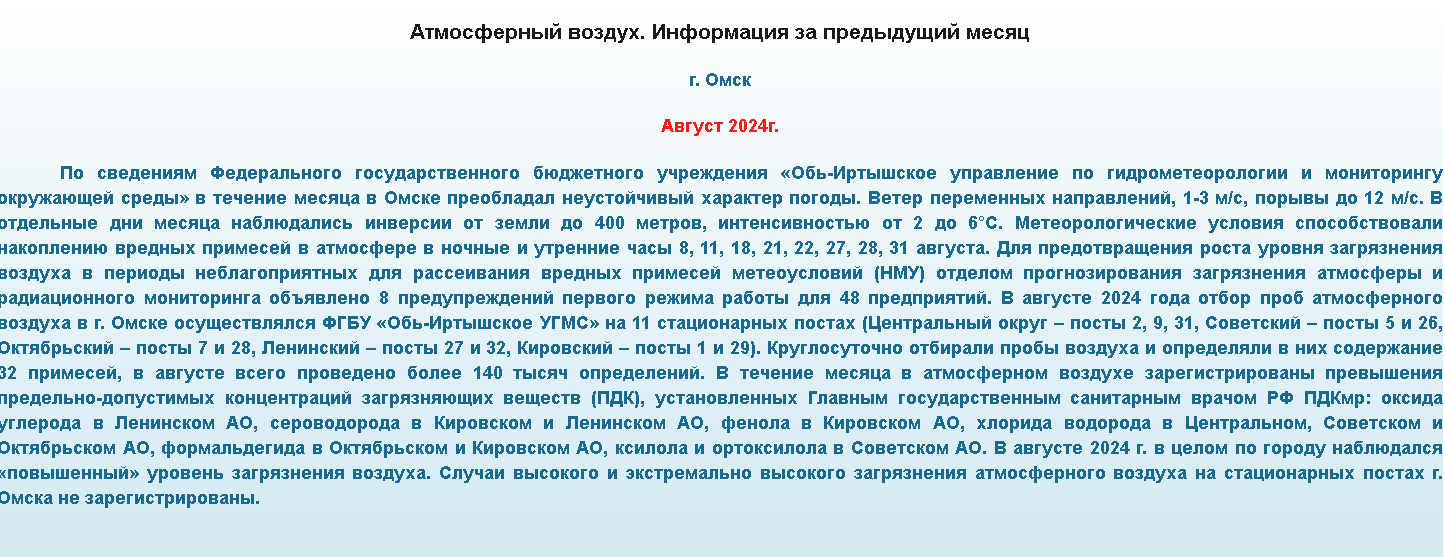 Атмосферный воздух. Информация за предыдущий месяц
г. Омск
Август 2024г.
По сведениям Федерального государственного бюджетного учреждения «Обь-Иртышское управление по гидрометеорологии и мониторингу
окружающей среды» в течение месяца в Омске преобладал неустойчивый характер погоды. Ветер переменных направлений, 1-3 м/с, порывы до 12 м/с. В
отдельные дни месяца наблюдались инверсии от земли до 400 метров, интенсивностью от 2 до 6°С. Метеорологические условия способствовали
накоплению вредных примесей в атмосфере в ночные и утренние часы 8, 11, 18, 21, 22, 27, 28, 31 августа. Для предотвращения роста уровня загрязнения
воздуха в периоды неблагоприятных для рассеивания вредных примесей метеоусловий (НМУ) отделом прогнозирования загрязнения атмосферы и
радиационного мониторинга объявлено 8 предупреждений первого режима работы для 48 предприятий. В августе 2024 года отбор проб атмосферного
воздуха в г. Омске осуществлялся ФГБУ «Обь-Иртышское УГМС» на 11 стационарных постах (Центральный округ – посты 2, 9, 31, Советский – посты 5 и 26,
Октябрьский – посты 7 и 28, Ленинский – посты 27 и 32, Кировский – посты 1 и 29). Круглосуточно отбирали пробы воздуха и определяли в них содержание
32 примесей, в августе всего проведено более 140 тысяч определений. В течение месяца в атмосферном воздухе зарегистрированы превышения
предельно-допустимых концентраций загрязняющих веществ (ПДК), установленных Главным государственным санитарным врачом РФ ПДКмр: оксида
углерода в Ленинском АО, сероводорода в Кировском и Ленинском АО, фенола в Кировском АО, хлорида водорода в Центральном, Советском и
Октябрьском АО, формальдегида в Октябрьском и Кировском АО, ксилола и ортоксилола в Советском АО. В августе 2024 г. в целом по городу наблюдался
«повышенный» уровень загрязнения воздуха. Случаи высокого и экстремально высокого загрязнения атмосферного воздуха на стационарных постах г.
Омска не зарегистрированы.